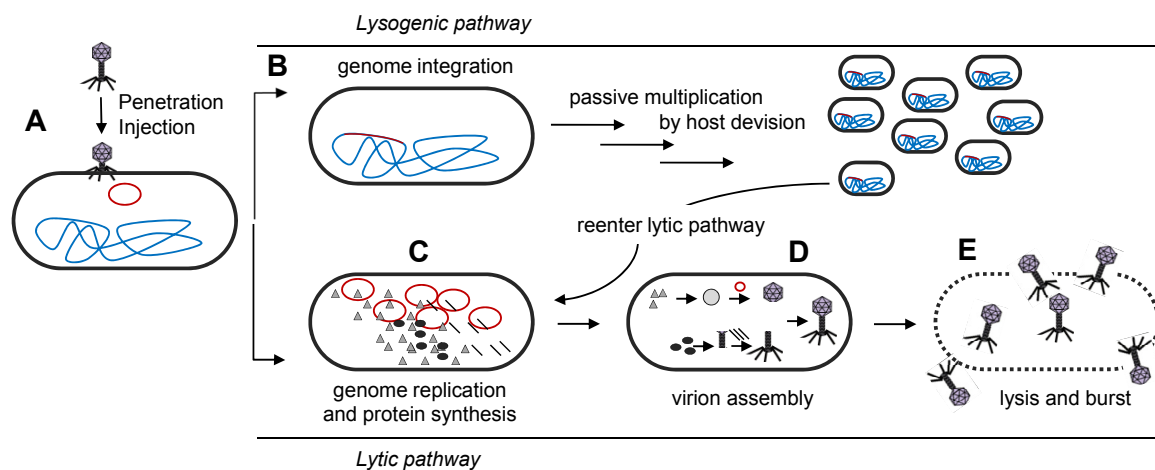 Lysogenic pathway
A
Penetration
Injection
B
genome integration
passive multiplication
by host devision
reenter lytic pathway
C
genome replication
and protein synthesis
D
virion assembly
E
lysis and burst
Lytic pathway